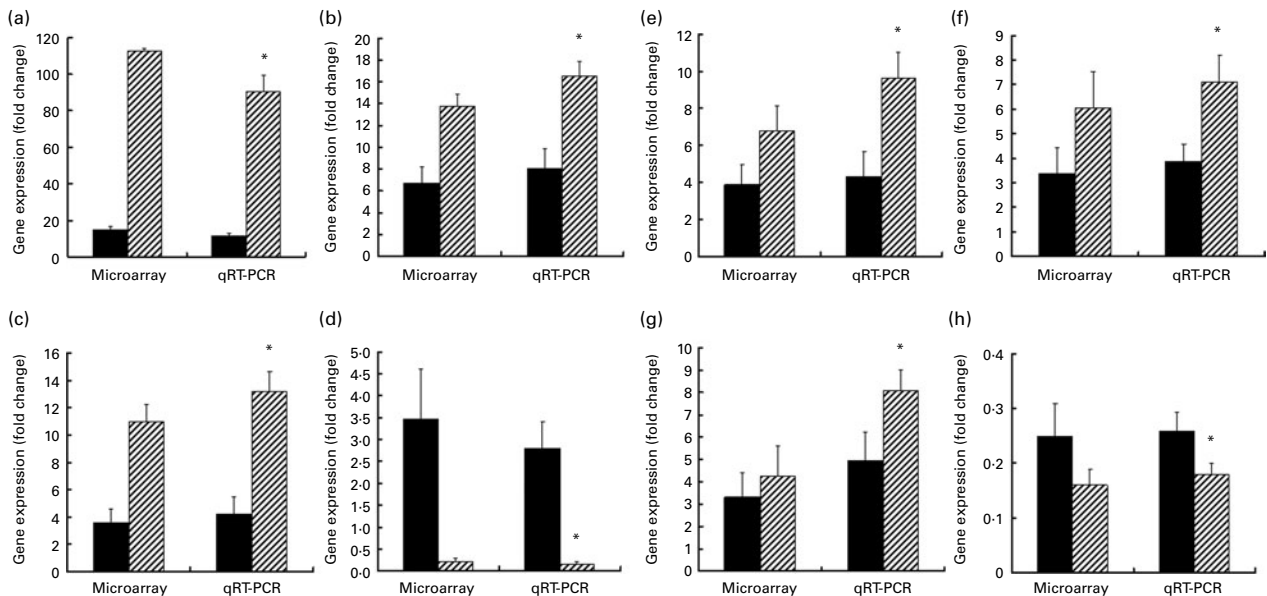 (a)
Gene expression (fold change)
120
100
80
60
40
20
0
*
Microarray
qRT-PCR
(b)
Gene expression (fold change)
20
18
16
14
12
10
8
6
4
2
0
*
Microarray
qRT-PCR
(e)
Gene expression (fold change)
12
10
8
6
4
2
0
*
Microarray
qRT-PCR
(f)
Gene expression (fold change)
9
8
7
6
5
4
3
2
1
0
*
Microarray
qRT-PCR
(c)
Gene expression (fold change)
16
14
12
10
8
6
4
2
0
*
Microarray
qRT-PCR
(d)
Gene expression (fold change)
5·0
4·5
4·0
3·5
3·0
2·5
2·0
1·5
1·0
0·5
0·0
*
Microarray
qRT-PCR
(g)
Gene expression (fold change)
10
9
8
7
6
5
4
3
2
1
0
*
Microarray
qRT-PCR
(h)
Gene expression (fold change)
0·4
0·3
0·2
0·1
0
*
Microarray
qRT-PCR